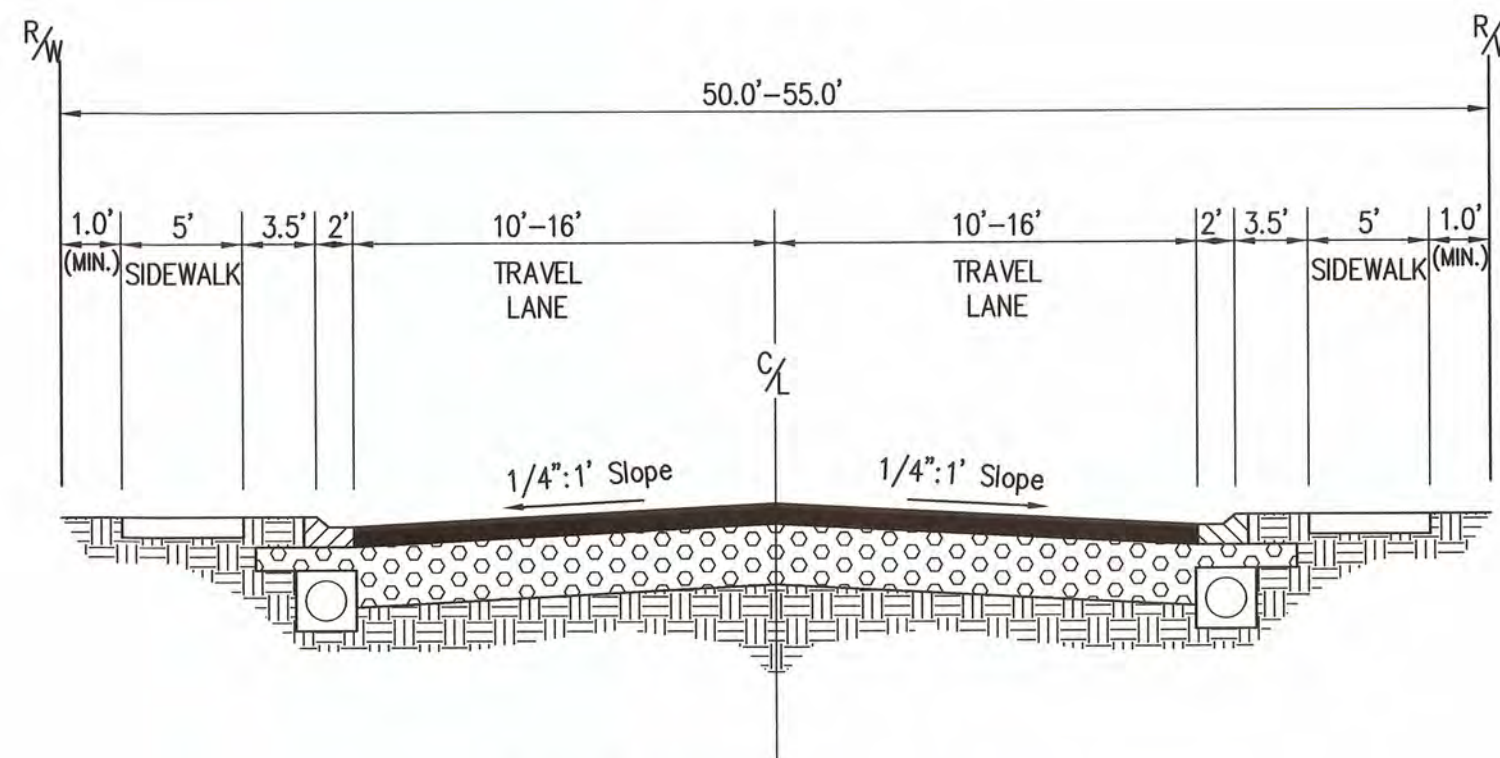 R/W
R/
50.0'-55.0'
1.0' 5' 3.5' 2' 10'-16' 10'-16' 2' 3.5' 5' 1.0'
(MIN.) SIDEWALK TRAVEL LANE TRAVEL LANE SIDEWALK (MIN.)
C/L
1/4":1' Slope 1/4":1' Slope